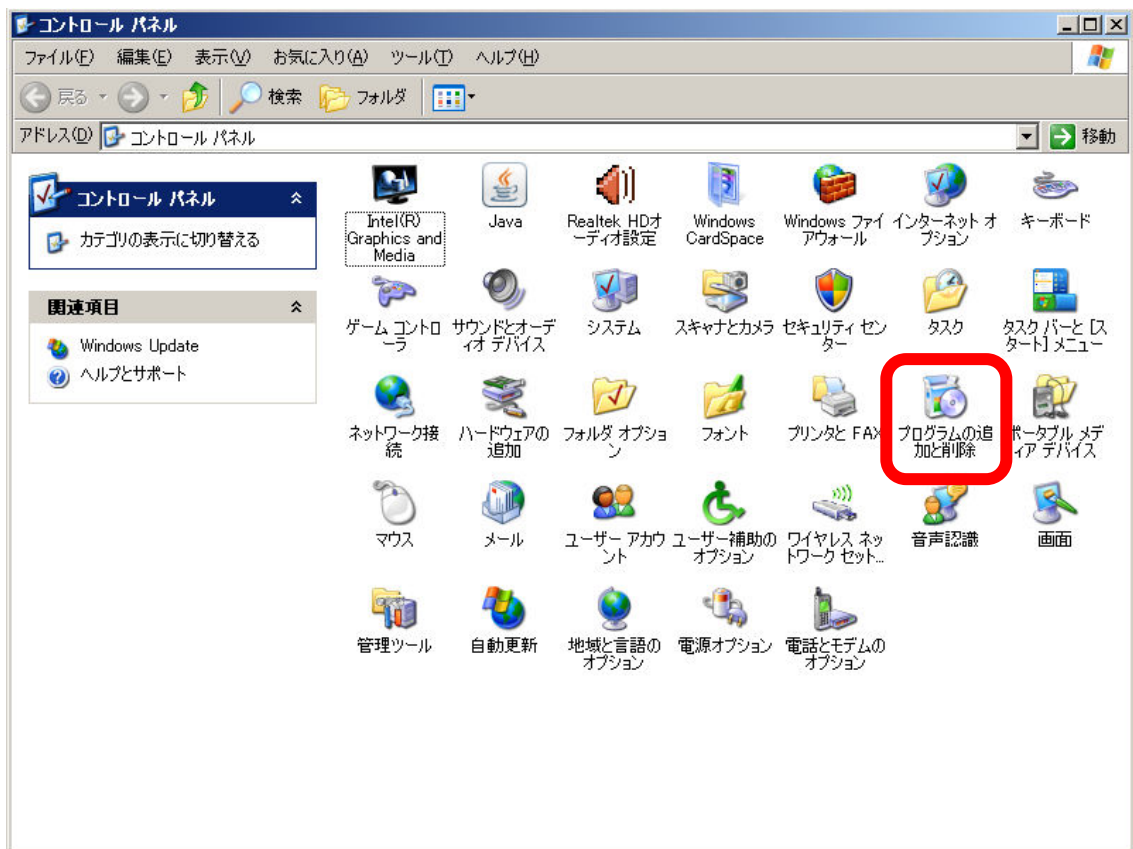 コントロール パネル
ファイル(F) 編集(E) 表示(V) お気に入り(A) ツール(T) ヘルプ(H)
戻る 検索 フォルダ
アドレス(D) コントロール パネル 移動
コントロール パネル
カテゴリの表示に切り替える
関連項目
Windows Update
ヘルプとサポート
Intel(R)
Graphics and
Media
Java
Realtek HDオ
ーディオ設定
Windows
CardSpace
Windows ファイ
アウォール
インターネット オ
プション
キーボード
ゲーム コントロ
ーラ
サウンドとオーデ
ィオ デバイス
システム
スキャナとカメラ
セキュリティ セン
ター
タスク
タスク バーと [ス
タート] メニュー
ネットワーク接
続
ハードウェアの
追加
フォルダ オプショ
ン
フォント
プリンタと FAX
プログラムの追
加と削除
ポータブル メデ
ィア デバイス
マウス
メール
ユーザー アカウ
ント
ユーザー補助の
オプション
ワイヤレス ネッ
トワーク セット...
音声認識
画面
管理ツール
自動更新
地域と言語の
オプション
電源オプション
電話とモデムの
オプション